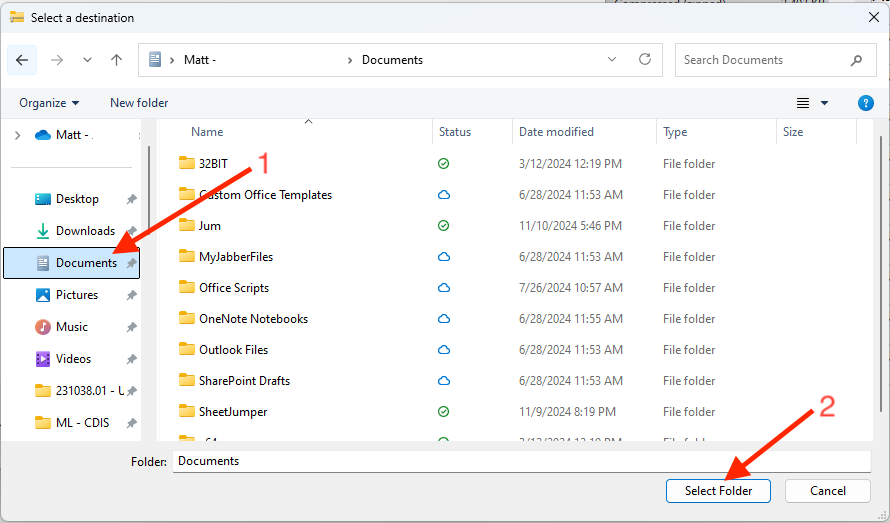 Select a destination
Matt - Documents
Search Documents
Organize New folder
Name Status Date modified Type Size
Matt -
1
Desktop
Downloads
Documents
Pictures
Music
Videos
231038.01 - U
ML - CDIS
32BIT 3/12/2024 12:19 PM File folder
Custom Office Templates 6/28/2024 11:53 AM File folder
Jum 11/10/2024 5:46 PM File folder
MyJabberFiles 6/28/2024 11:53 AM File folder
Office Scripts 7/26/2024 10:57 AM File folder
OneNote Notebooks 6/28/2024 11:55 AM File folder
Outlook Files 6/28/2024 11:53 AM File folder
SharePoint Drafts 6/28/2024 11:53 AM File folder
SheetJumper 11/9/2024 8:19 PM File folder
2
Folder: Documents
Select Folder Cancel